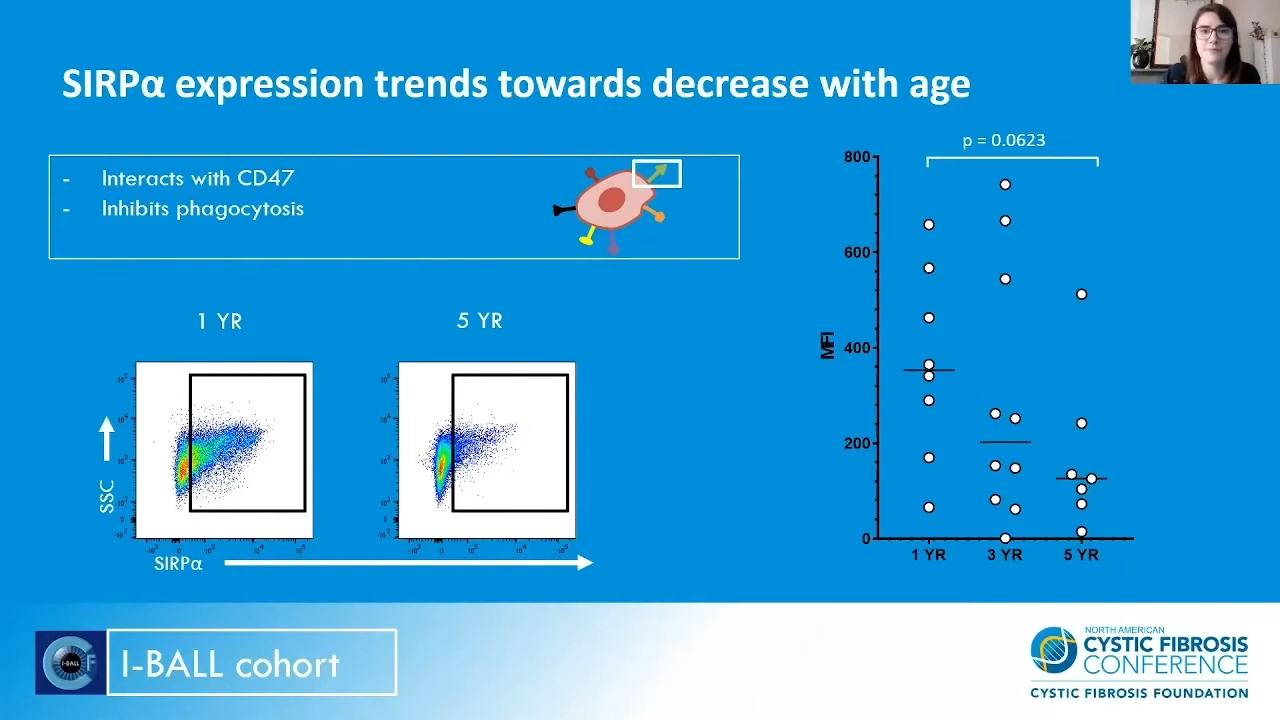 SIRPα expression trends towards decrease with age
- Interacts with CD47
- Inhibits phagocytosis
1 YR
5 YR
SSC
SIRPα
p = 0.0623
MFI
800
600
400
200
0
1 YR
3 YR
5 YR
I-BALL
CF
I-BALL cohort
NORTH AMERICAN
CYSTIC FIBROSIS
CONFERENCE
CYSTIC FIBROSIS FOUNDATION